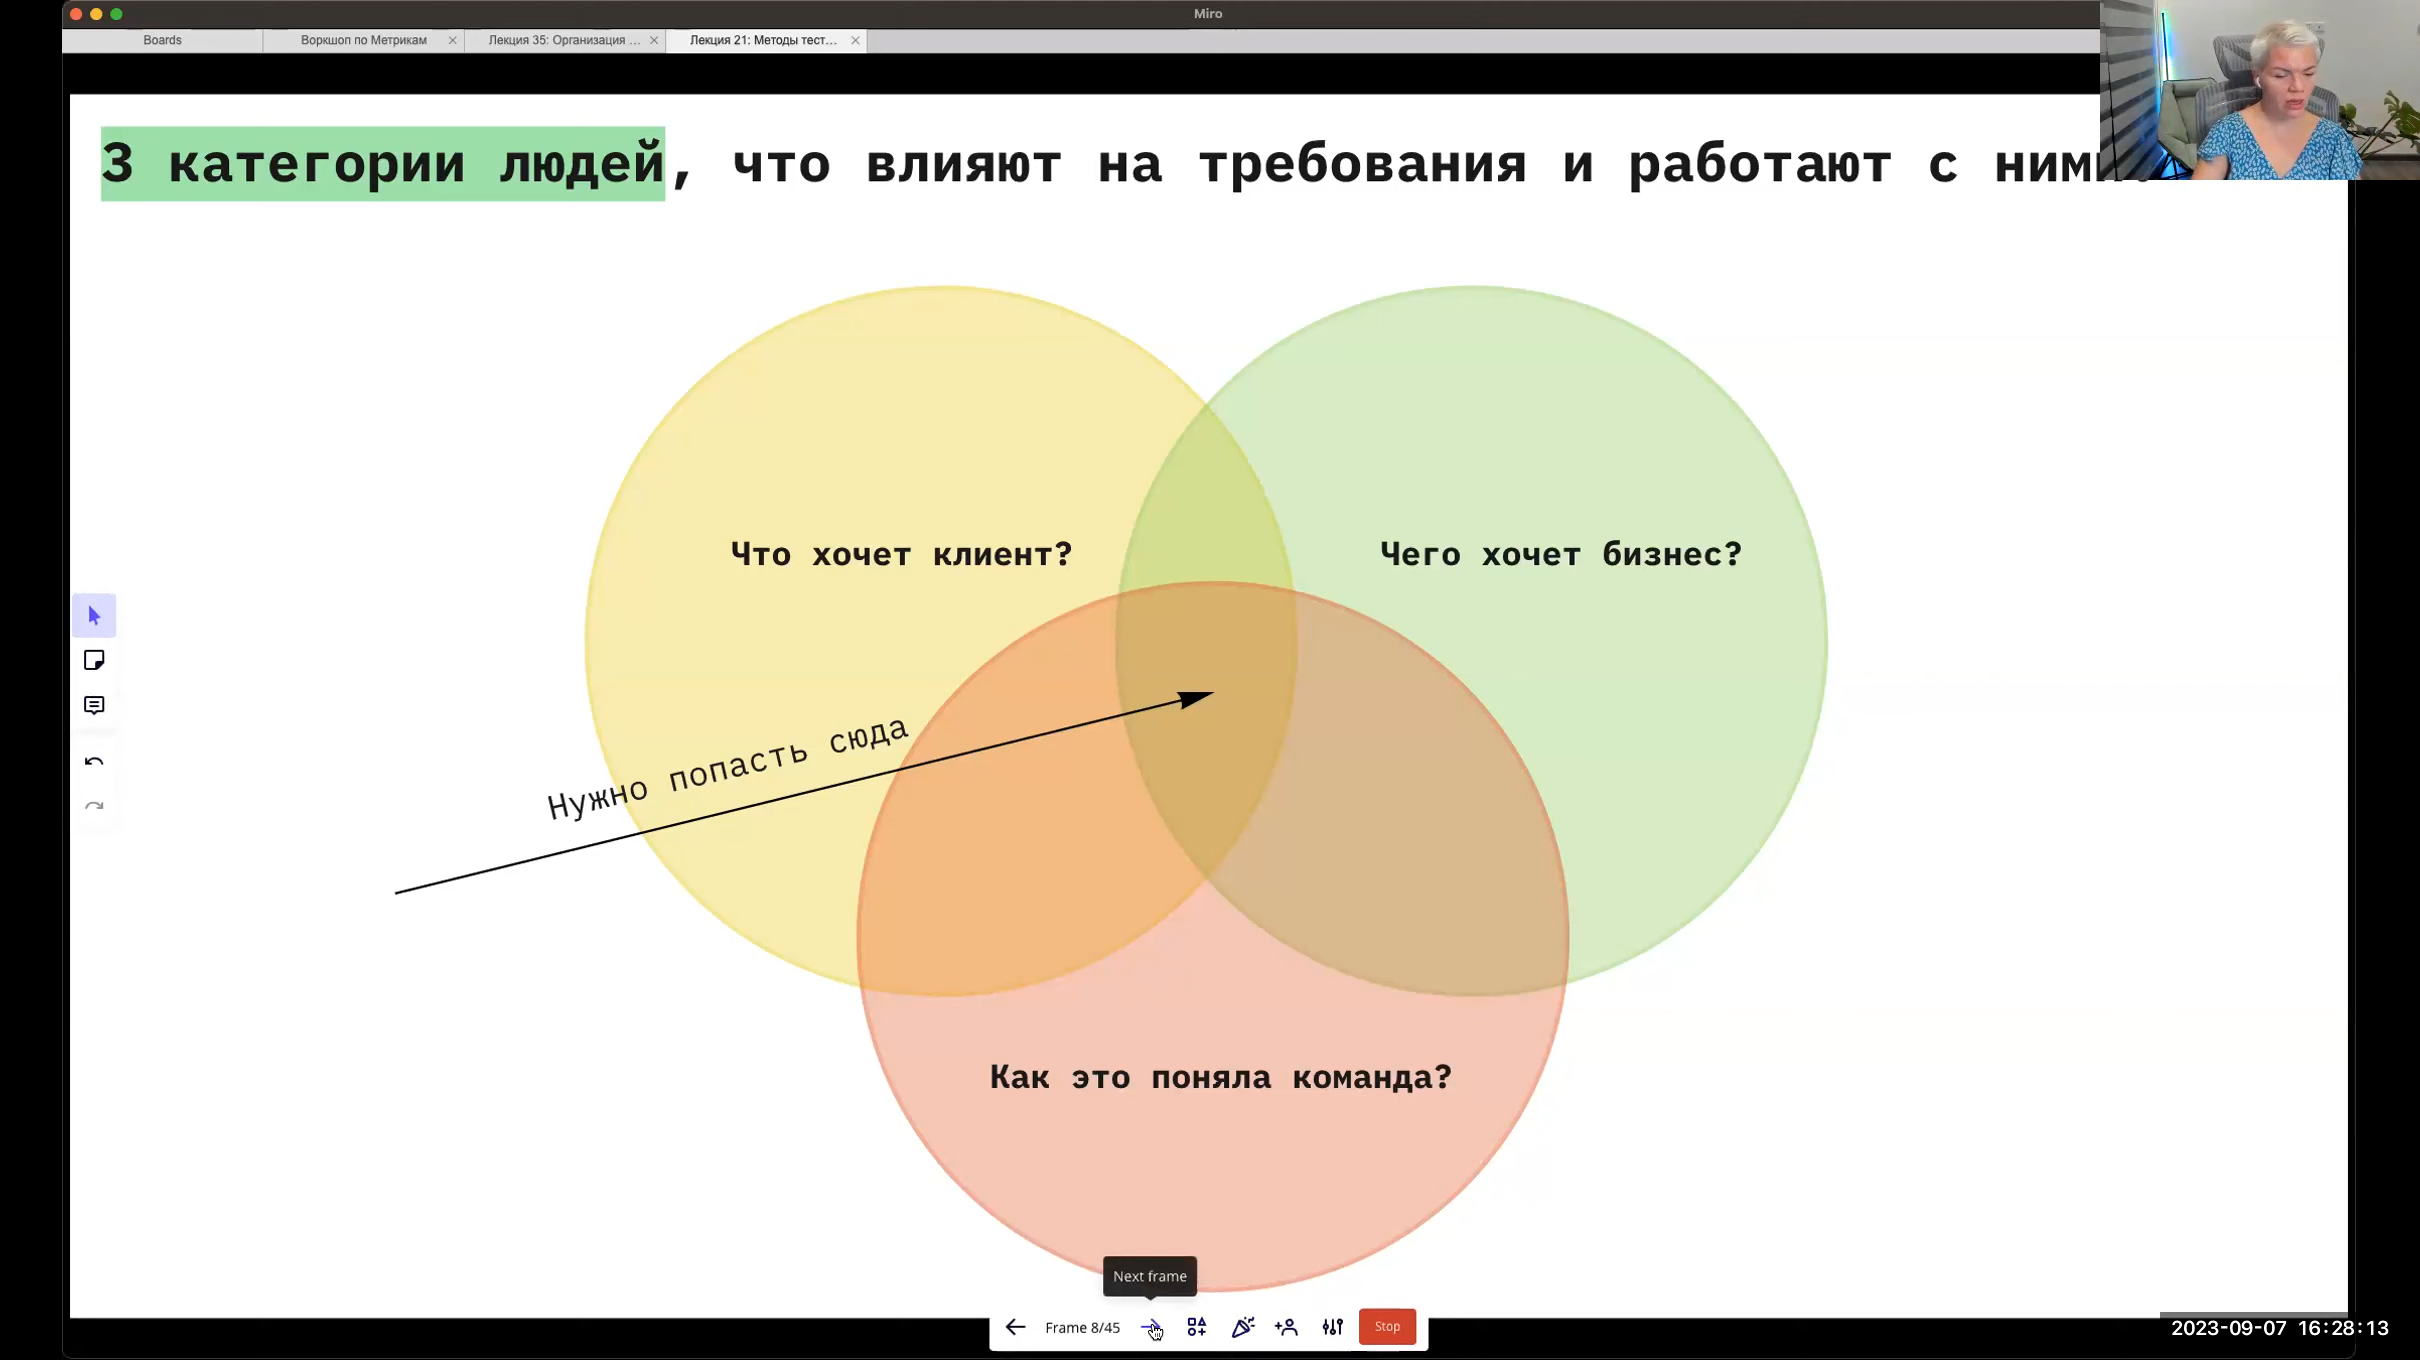 Miro
Boards
Воркшоп по Метрикам
Лекция 35: Организация ...
Лекция 21: Методы тест...
3 категории людей, что влияют на требования и работают с
Что хочет клиент?
Чего хочет бизнес?
Нужно попасть сюда
Как это поняла команда?
Next frame
Frame 8/45
Stop
2023-09-07 16:28:13